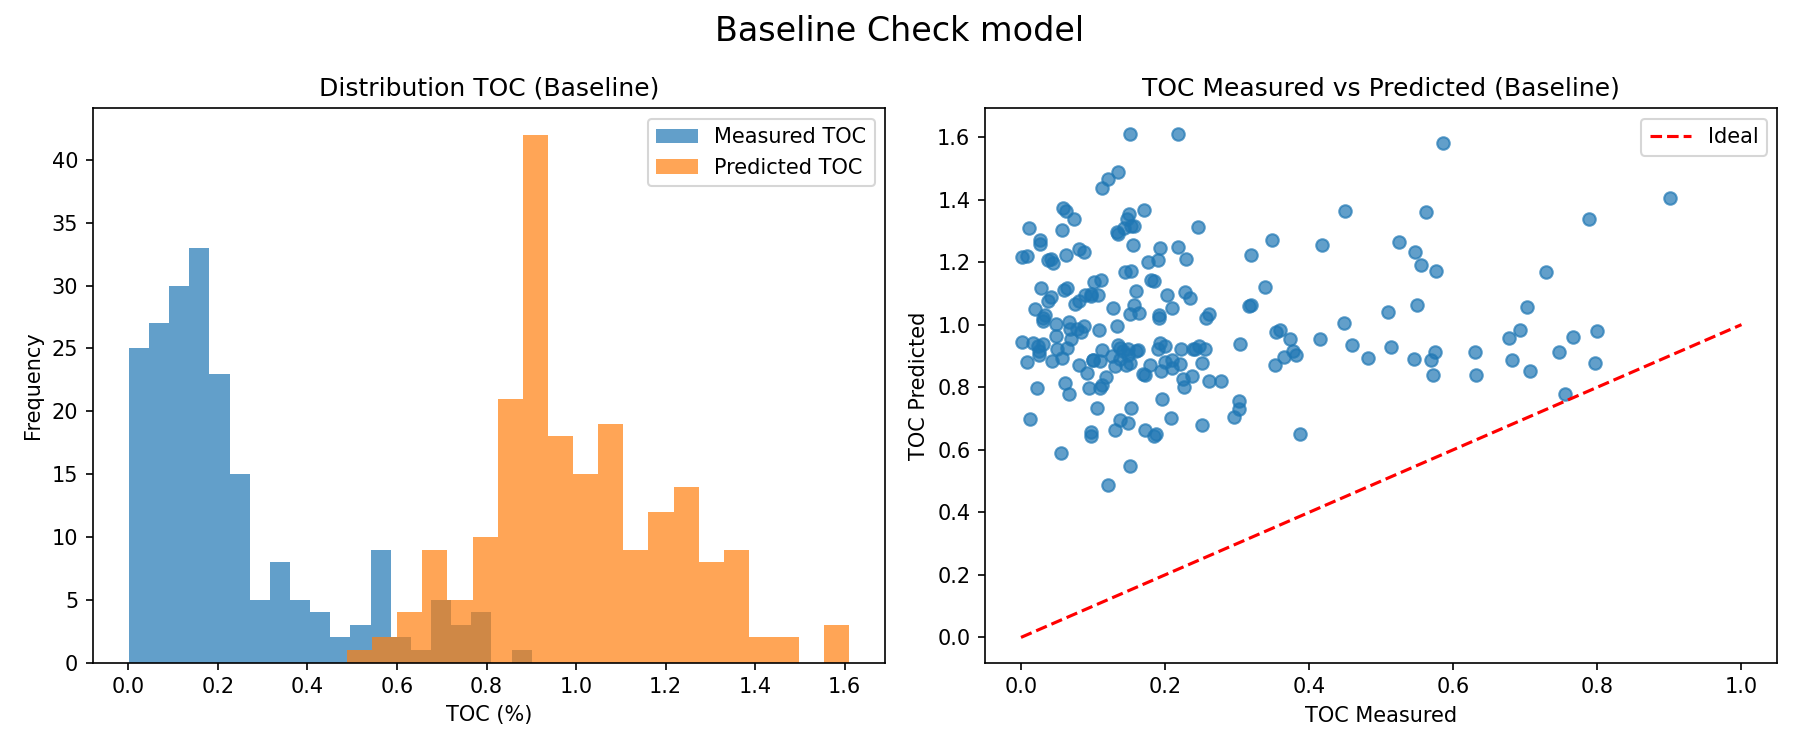 Baseline Check model
Distribution TOC (Baseline)
Measured TOC
Predicted TOC
Frequency
40
35
30
25
20
15
10
5
0
0.0 0.2 0.4 0.6 0.8 1.0 1.2 1.4 1.6
TOC (%)
TOC Measured vs Predicted (Baseline)
Ideal
TOC Predicted
1.6
1.4
1.2
1.0
0.8
0.6
0.4
0.2
0.0
0.0 0.2 0.4 0.6 0.8 1.0
TOC Measured